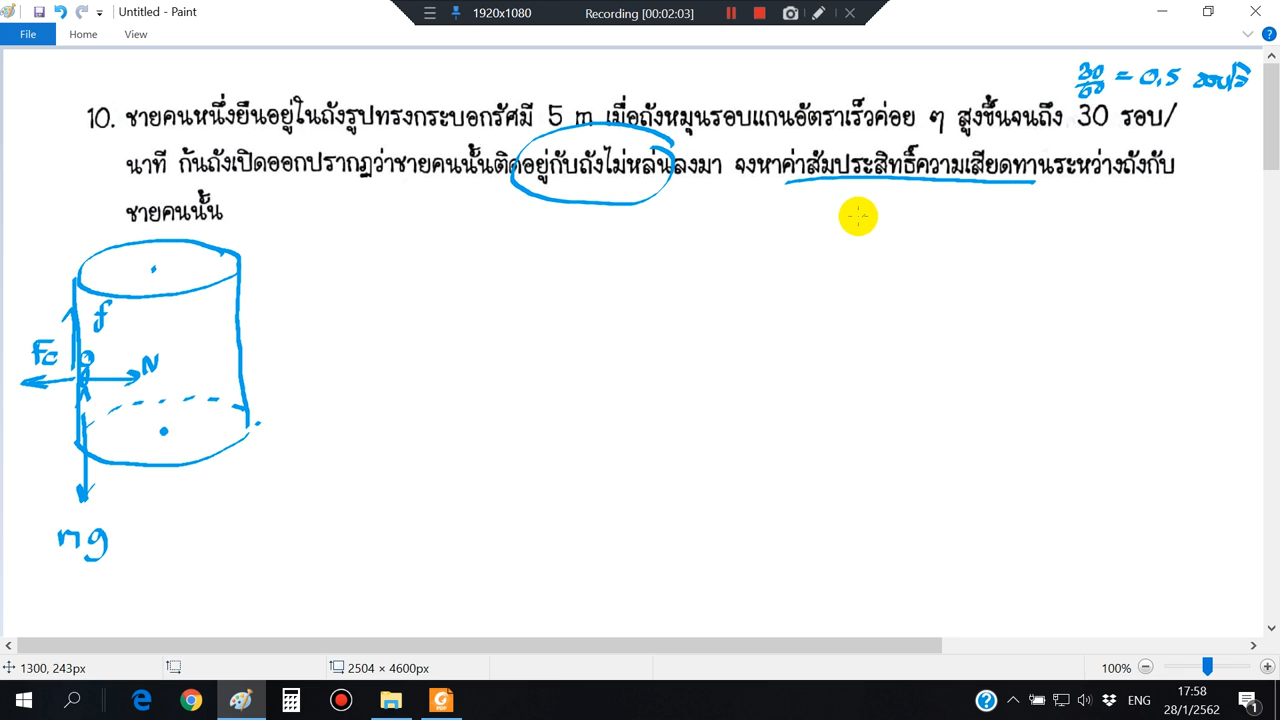 Untitled - Paint
1920x1080
Recording [00:02:03]
File
Home
View
30/60 = 0.5 รอบ/วิ
10. ชายคนหนึ่งยืนอยู่ในถังรูปทรงกระบอกรัศมี 5 m เมื่อถังหมุนรอบแกนอัตราเร็วค่อย ๆ สูงขึ้นจนถึง 30 รอบ/
นาที ก้นถังเปิดออกปรากฏว่าชายคนนั้นติดอยู่กับถังไม่หล่นลงมา จงหาค่าสัมประสิทธิ์ความเสียดทานระหว่างถังกับ
ชายคนนั้น
f
Fc
N
mg
1300, 243px
2504 × 4600px
100%
ENG
17:58
28/1/2562
1